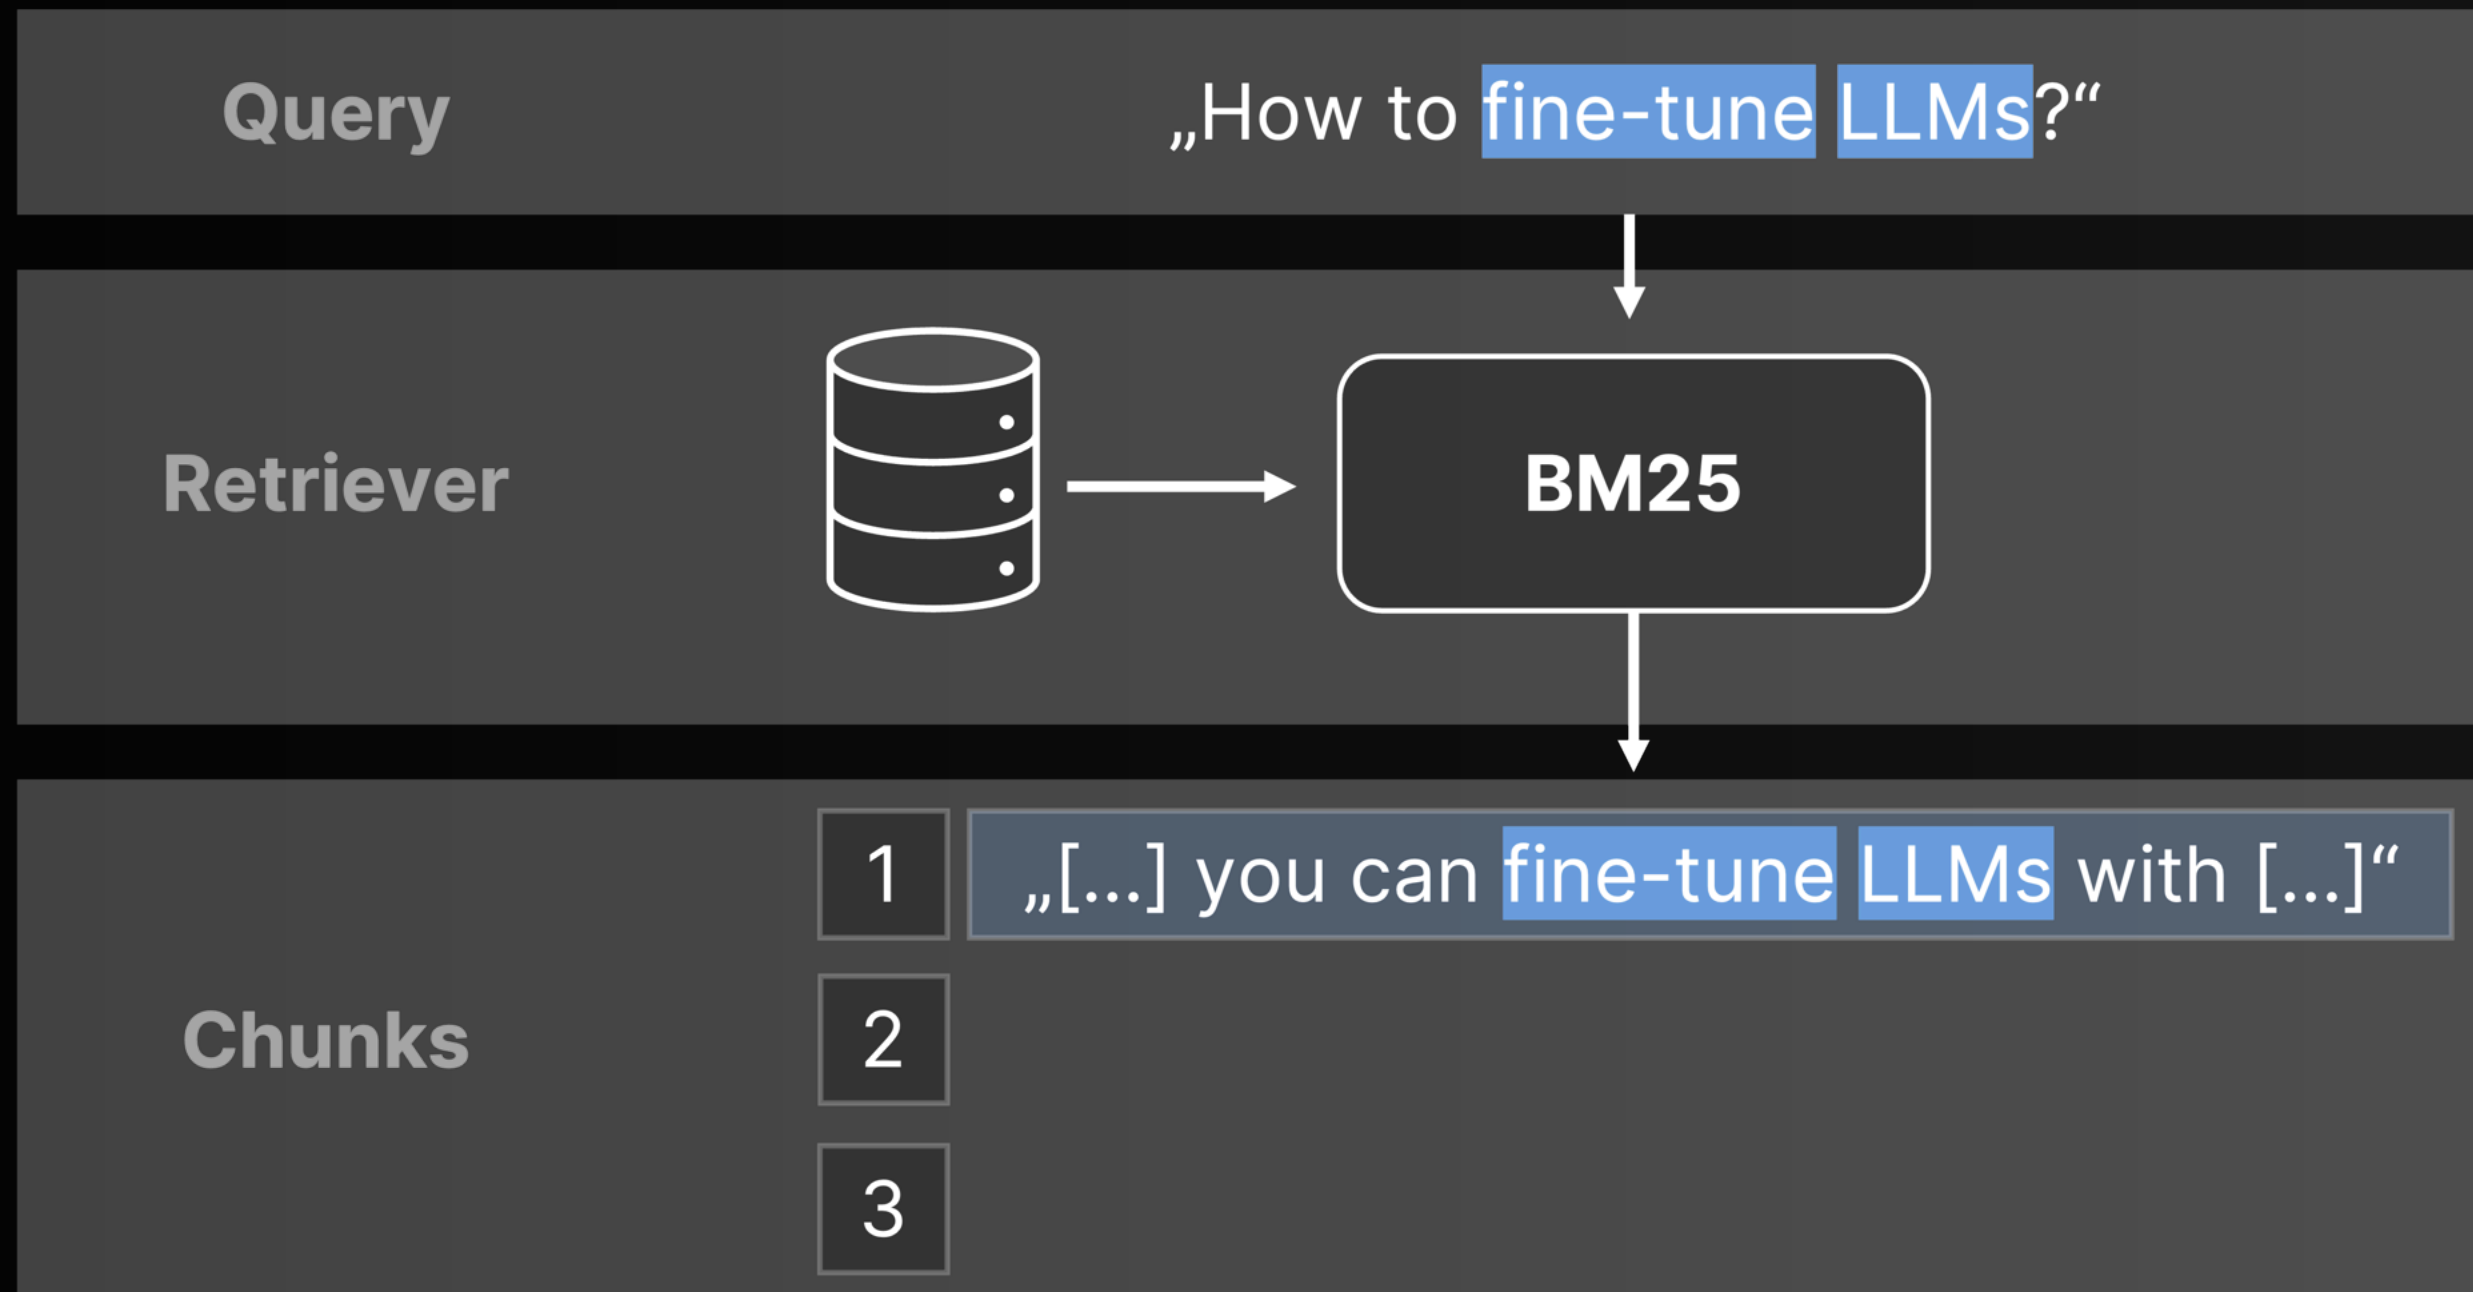 Query
„How to fine-tune LLMs?“
Retriever
BM25
Chunks
1
„[...] you can fine-tune LLMs with [...]“
2
3